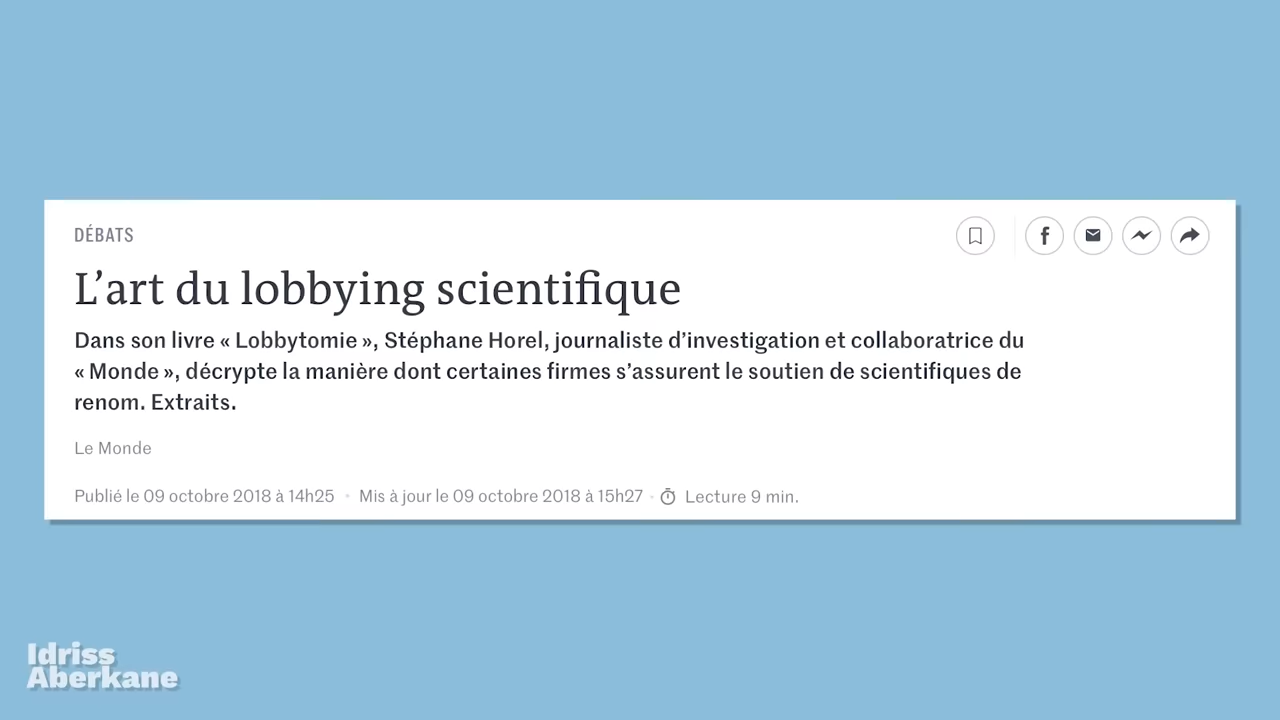 DÉBATS
L’art du lobbying scientifique
Dans son livre « Lobbytomie », Stéphane Horel, journaliste d’investigation et collaboratrice du
« Monde », décrypte la manière dont certaines firmes s’assurent le soutien de scientifiques de
renom. Extraits.
Le Monde
Publié le 09 octobre 2018 à 14h25 • Mis à jour le 09 octobre 2018 à 15h27 • Lecture 9 min.
Idriss
Aberkane